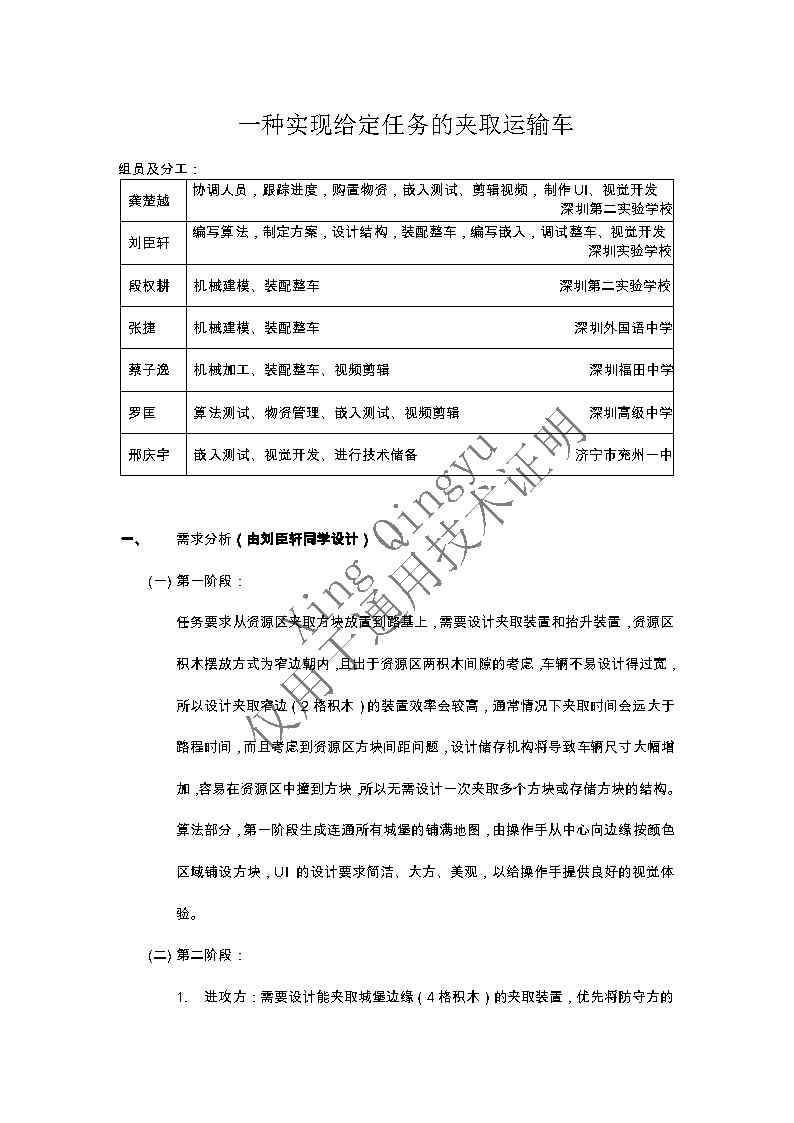 一种实现给定任务的夹取运输车
组员及分工：
龚楚越
协调人员，跟踪进度，购置物资，嵌入测试、剪辑视频，制作UI、视觉开发
深圳第二实验学校
刘臣轩
编写算法，制定方案，设计结构，装配整车，编写嵌入，调试整车、视觉开发
深圳实验学校
段权耕 机械建模、装配整车 深圳第二实验学校
张捷 机械建模、装配整车 深圳外国语中学
蔡子逸 机械加工、装配整车、视频剪辑 深圳福田中学
罗匡 算法测试、物资管理、嵌入测试、视频剪辑 深圳高级中学
邢庆宇 嵌入测试、视觉开发、进行技术储备 济宁市兖州一中
一、 需求分析（由刘臣轩同学设计）
(一) 第一阶段：
任务要求从资源区夹取方块放置到路基上，需要设计夹取装置和抬升装置，资源区
积木摆放方式为窄边朝内，且出于资源区两积木间隙的考虑，车辆不易设计得过宽，
所以设计夹取窄边（2格积木）的装置效率会较高，通常情况下夹取时间会远大于
路程时间，而且考虑到资源区方块间距问题，设计储存机构将导致车辆尺寸大幅增
加，容易在资源区中撞到方块，所以无需设计一次夹取多个方块或存储方块的结构。
算法部分，第一阶段生成连通所有城堡的铺满地图，由操作手从中心向边缘按颜色
区域铺设方块，UI 的设计要求简洁、大方、美观，以给操作手提供良好的视觉体
验。
(二) 第二阶段：
1. 进攻方：需要设计能夹取城堡边缘（4格积木）的夹取装置，优先将防守方的
Xing Qingyu
仅用于通用技术证明